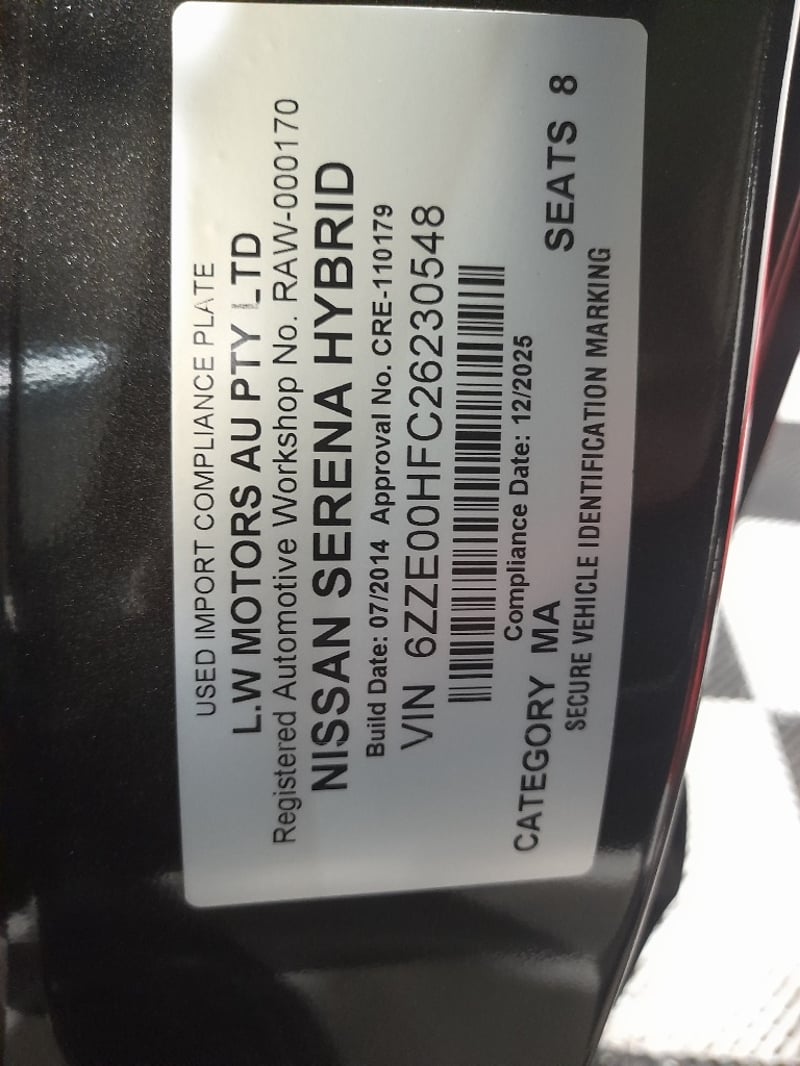 USED IMPORT COMPLIANCE PLATE
L.W MOTORS AU PTY LTD
Registered Automotive Workshop No. RAW-000170
NISSAN SERENA HYBRID
Build Date: 07/2014 Approval No. CRE-110179
VIN 6ZZE00HFC26230548
Compliance Date: 12/2025
CATEGORY MA SEATS 8
SECURE VEHICLE IDENTIFICATION MARKING